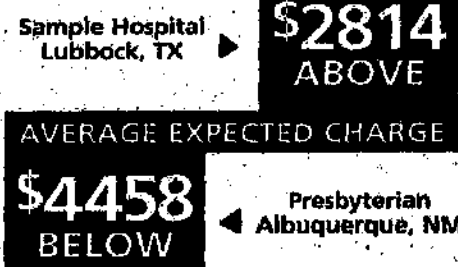 Sample Hospital
Lubbock, TX
$2814
ABOVE
AVERAGE EXPECTED CHARGE
$4458
BELOW
Presbyterian
Albuquerque, NM